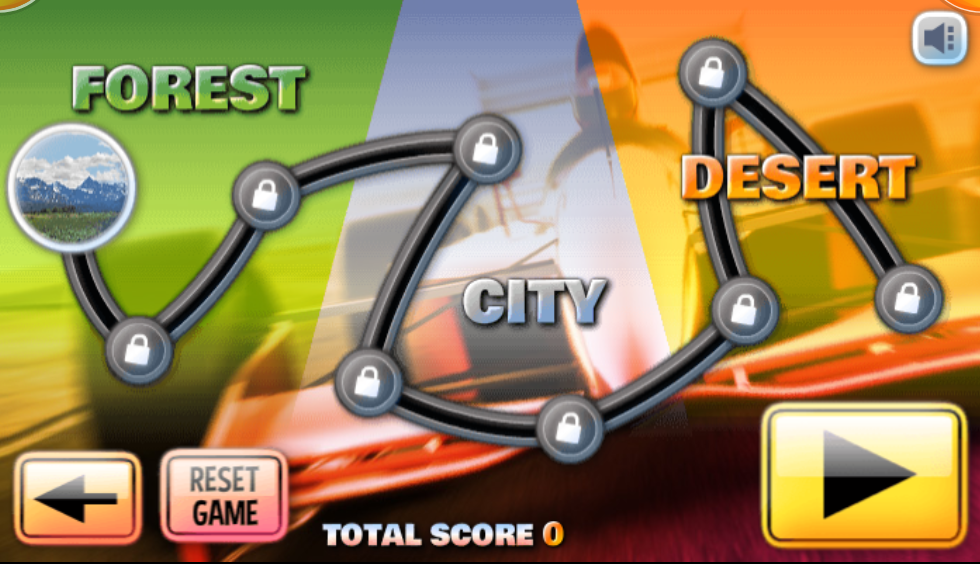 FOREST
DESERT
CITY
RESET
GAME
TOTAL SCORE 0